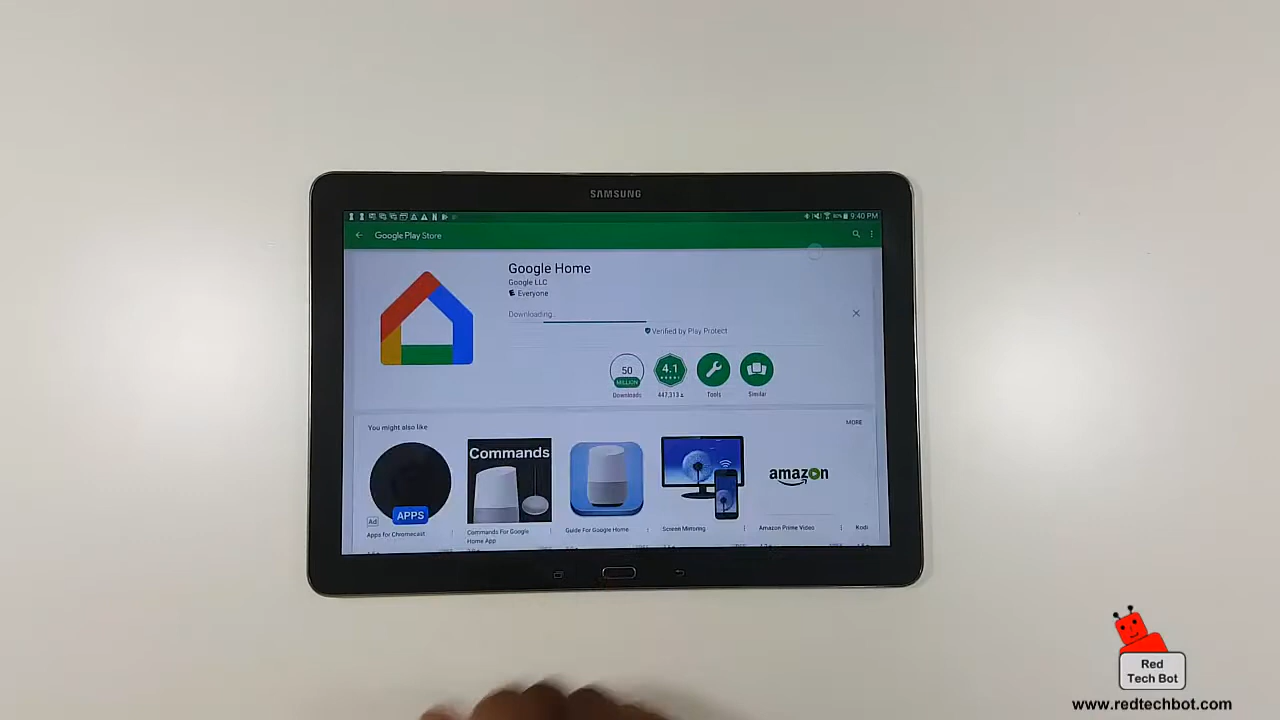 SAMSUNG
9:40 PM
Google Play Store
Google Home
Google LLC
Everyone
Downloading...
Verified by Play Protect
50
MILLION
Downloads
4.1
447,313
Tools
Similar
You might also like
MORE
APPS
Ad
Apps for Chromecast
Commands
Commands For Google
Home App
Guide For Google Home
Screen Mirroring
amazon
Amazon Prime Video
Kodi
Red
Tech Bot
www.redtechbot.com